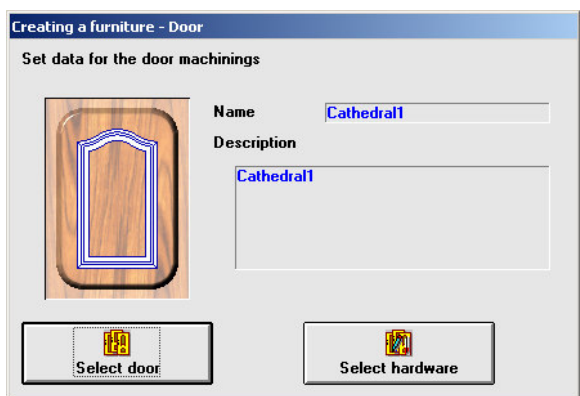 Creating a furniture - Door
Set data for the door machinings
Name Cathedral1
Description
Cathedral1
Select door Select hardware